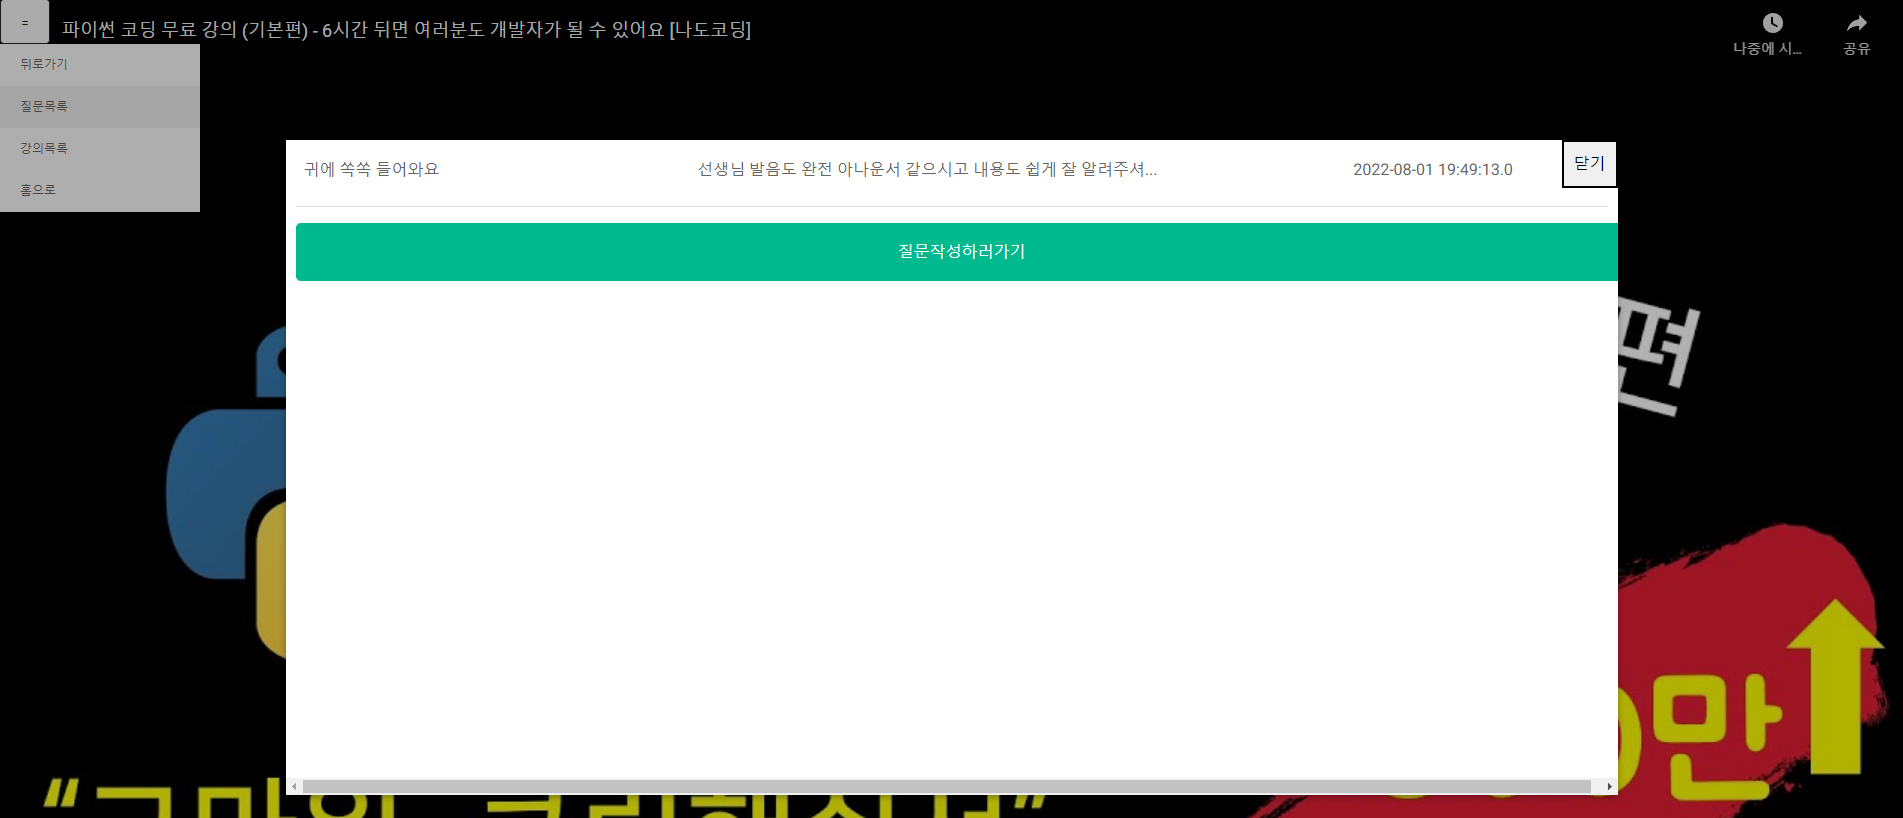 =
파이썬 코딩 무료 강의 (기본편) - 6시간 뒤면 여러분도 개발자가 될 수 있어요 [나도코딩]
나중에 시...
공유
뒤로가기
질문목록
강의목록
홈으로
귀에 쏙쏙 들어와요
선생님 발음도 완전 아나운서 같으시고 내용도 쉽게 잘 알려주셔...
2022-08-01 19:49:13.0
닫기
질문작성하러가기
편
만